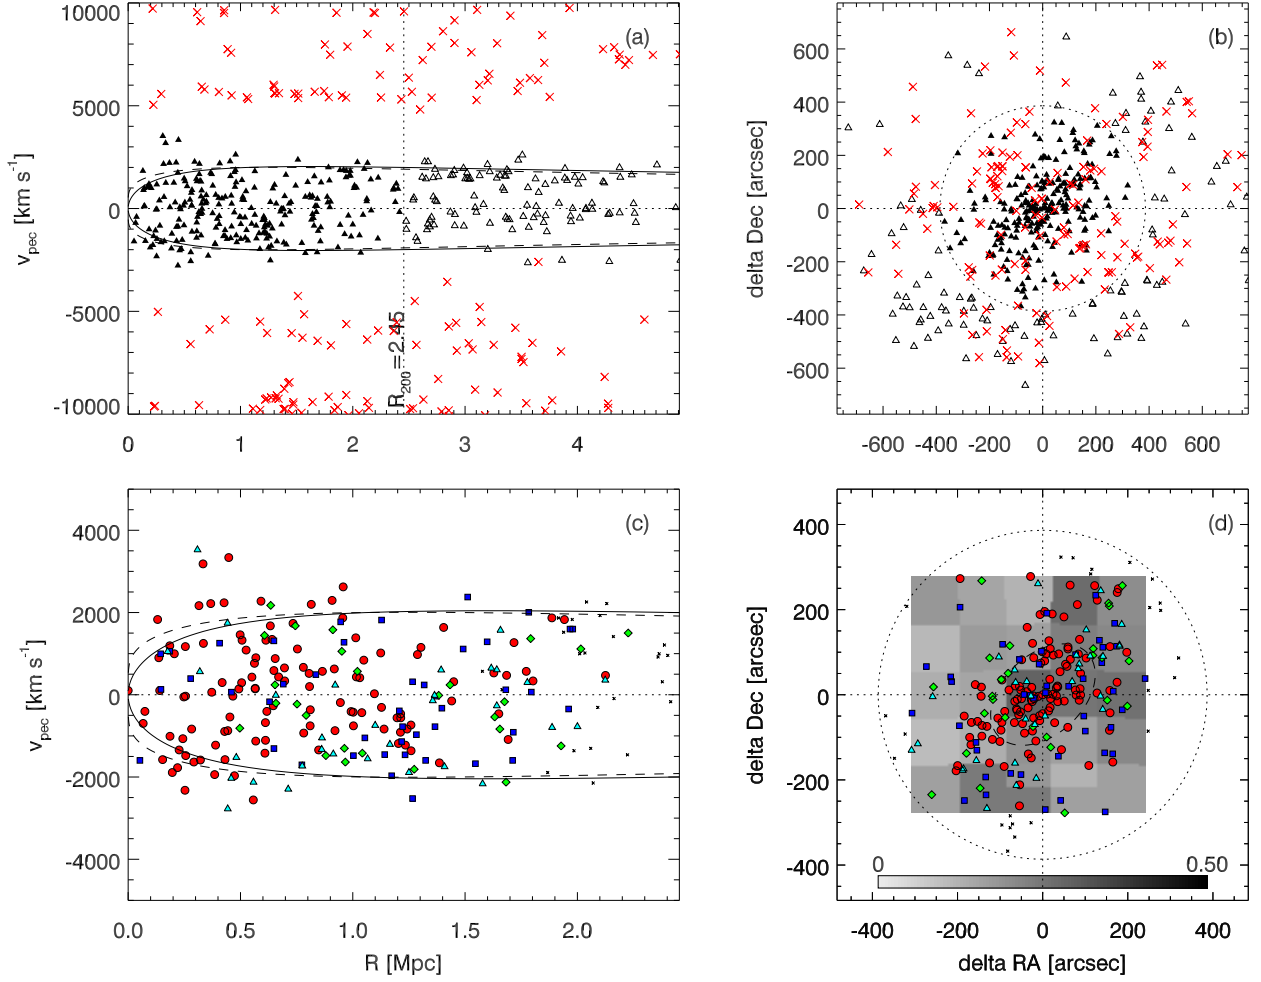 10000
5000
0
-5000
-10000
v_pec [km s^-1]
0 1 2 3 4
R_200 = 2.45
(a)
600
400
200
0
-200
-400
-600
delta Dec [arcsec]
-600 -400 -200 0 200 400 600
(b)
4000
2000
0
-2000
-4000
v_pec [km s^-1]
0.0 0.5 1.0 1.5 2.0
R [Mpc]
(c)
400
200
0
-200
-400
delta Dec [arcsec]
-400 -200 0 200 400
delta RA [arcsec]
(d)
0 0.50